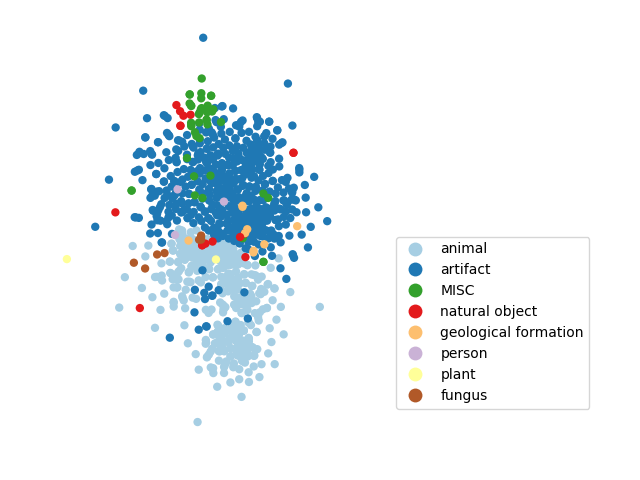 animal
artifact
MISC
natural object
geological formation
person
plant
fungus